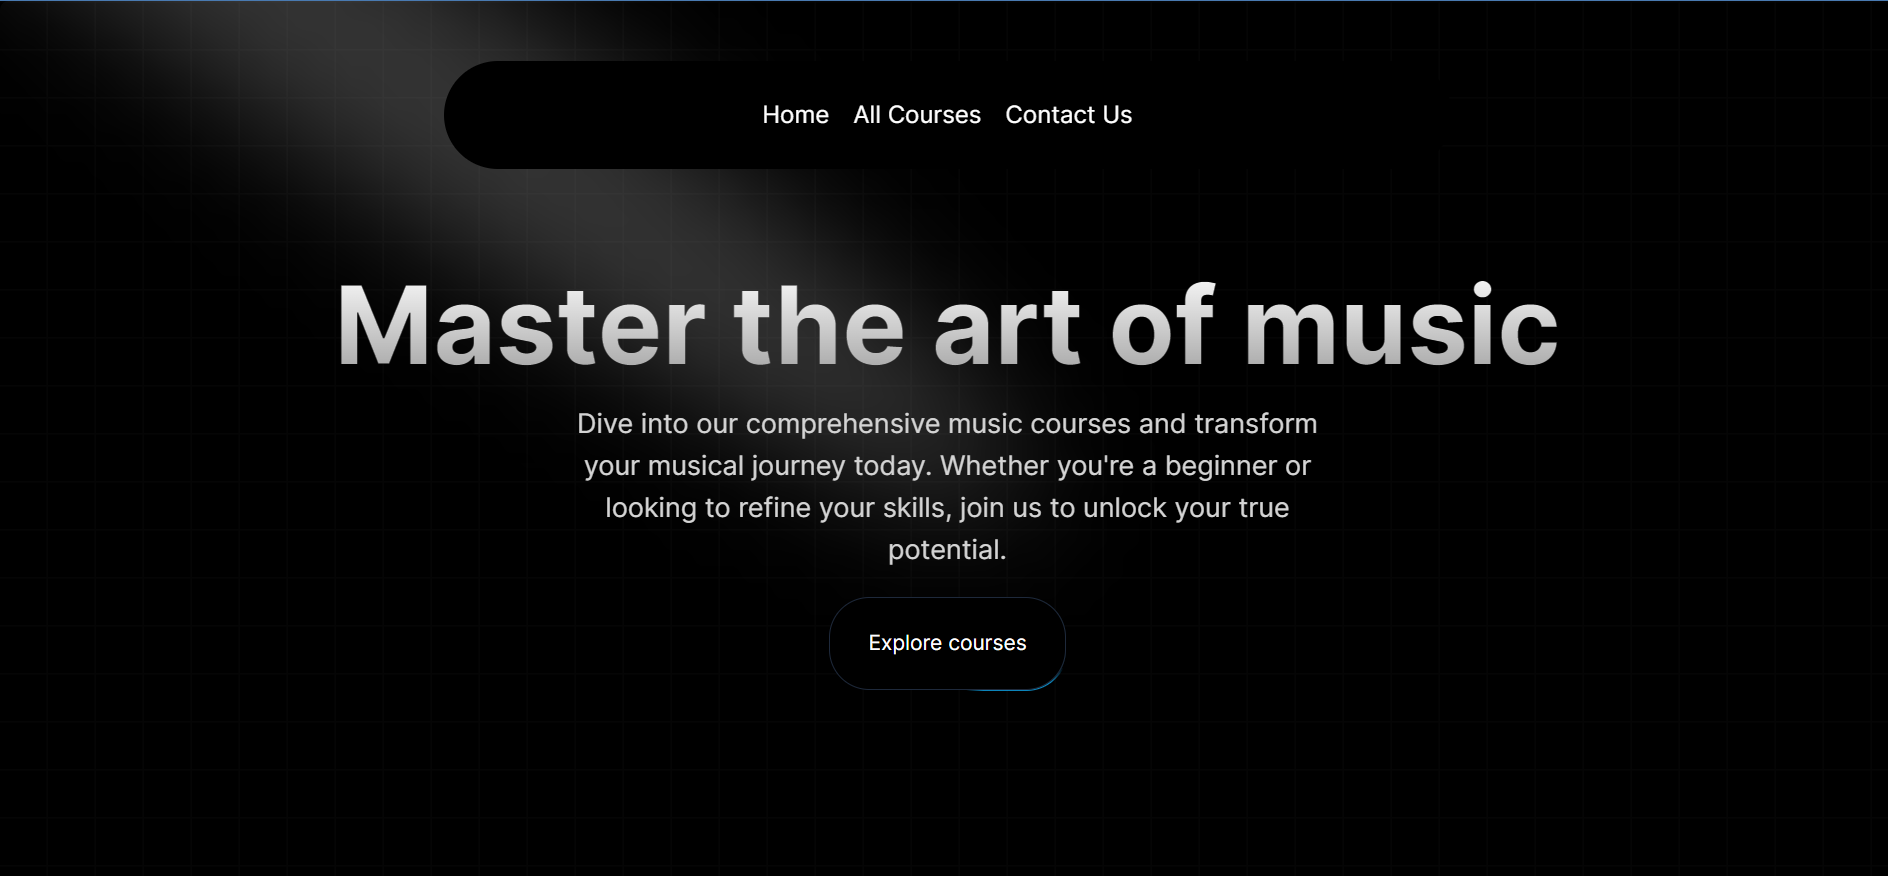 Home All Courses Contact Us
Master the art of music
Dive into our comprehensive music courses and transform
your musical journey today. Whether you're a beginner or
looking to refine your skills, join us to unlock your true
potential.
Explore courses